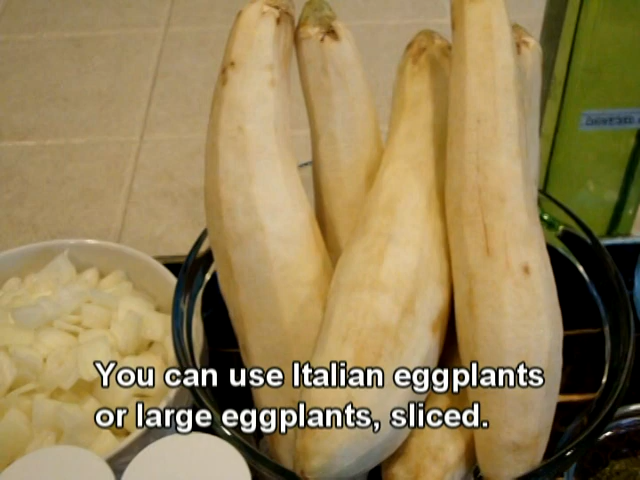 You can use Italian eggplants
or large eggplants, sliced.